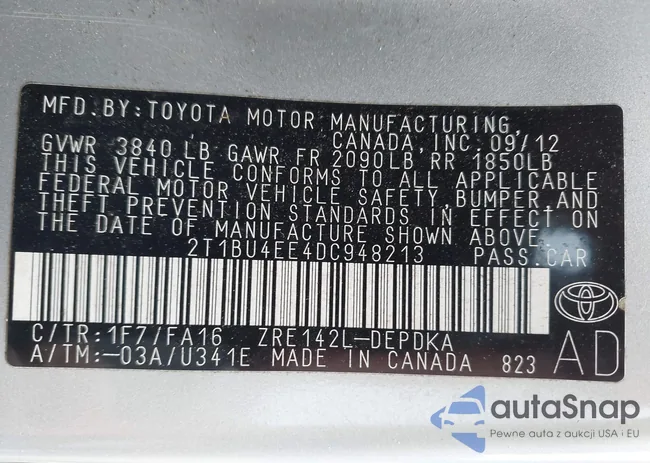 MFD.BY:TOYOTA MOTOR MANUFACTURING,
CANADA, INC. 09/12
GVWR 3840 LB GAWR FR 2090LB RR 1850LB
THIS VEHICLE CONFORMS TO ALL APPLICABLE
FEDERAL MOTOR VEHICLE SAFETY, BUMPER, AND
THEFT PREVENTION STANDARDS IN EFFECT ON
THE DATE OF MANUFACTURE SHOWN ABOVE.
2T1BU4EE4DC948213 PASS.CAR
C/TR:1F7/FA16 ZRE142L-DEPDKA
A/TM:-03A/U341E MADE IN CANADA 823
AD
autoSnap
Pewne auta z aukcji USA i EU